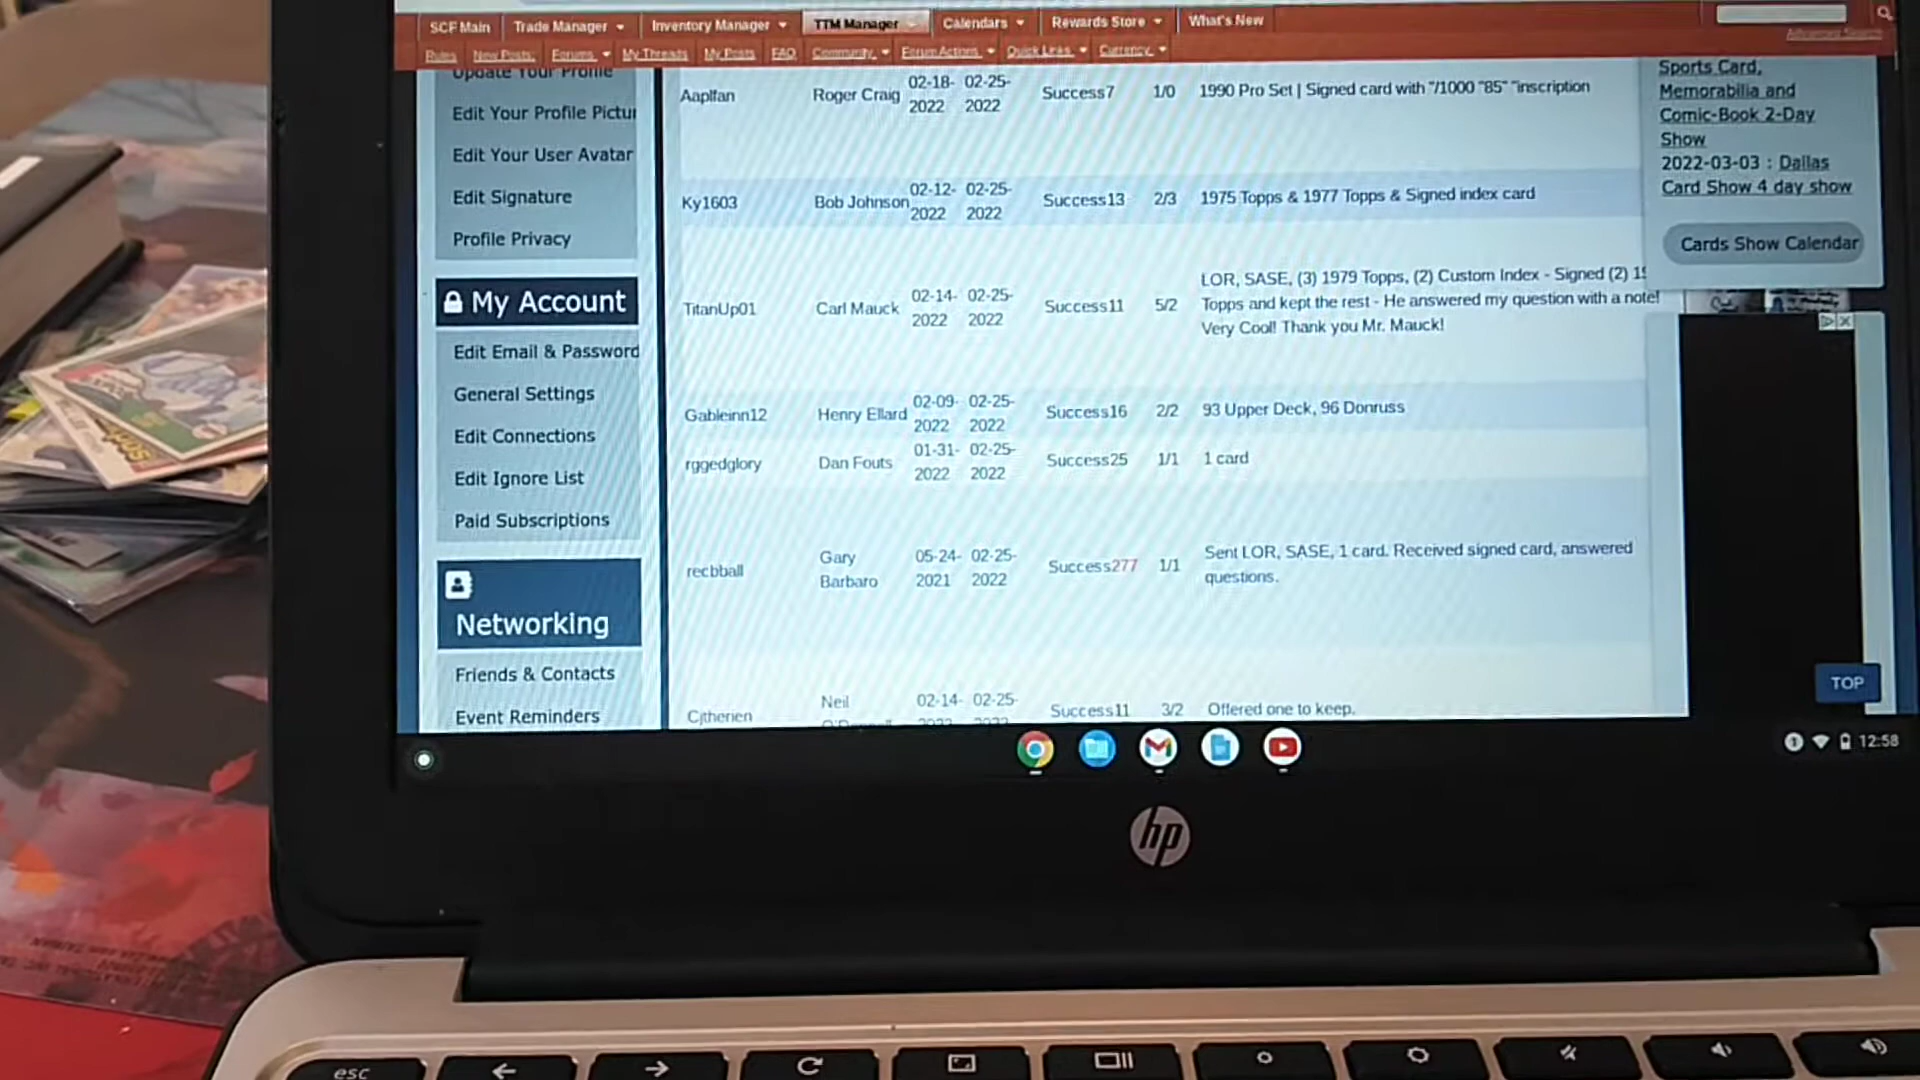 SCF Main Trade Manager Inventory Manager TTM Manager Calendars Rewards Store What's New
Advanced Search
Rules New Posts Forums My Threads My Posts FAQ Community Forum Actions Quick Links Currency
Update Your Profile
Edit Your Profile Pictur
Edit Your User Avatar
Edit Signature
Profile Privacy
My Account
Edit Email & Password
General Settings
Edit Connections
Edit Ignore List
Paid Subscriptions
Networking
Friends & Contacts
Event Reminders
Aaplfan Roger Craig 02-18-2022 02-25-2022 Success7 1/0 1990 Pro Set | Signed card with "/1000 "85" "inscription
Ky1603 Bob Johnson 02-12-2022 02-25-2022 Success13 2/3 1975 Topps & 1977 Topps & Signed index card
TitanUp01 Carl Mauck 02-14-2022 02-25-2022 Success11 5/2 LOR, SASE, (3) 1979 Topps, (2) Custom Index - Signed (2) 19
Topps and kept the rest - He answered my question with a note!
Very Cool! Thank you Mr. Mauck!
Gableinn12 Henry Ellard 02-09-2022 02-25-2022 Success16 2/2 93 Upper Deck, 96 Donruss
rggedglory Dan Fouts 01-31-2022 02-25-2022 Success25 1/1 1 card
recbball Gary Barbaro 05-24-2021 02-25-2022 Success277 1/1 Sent LOR, SASE, 1 card. Received signed card, answered
questions.
Cjtherien Neil 02-14- 02-25- Success11 3/2 Offered one to keep.
Sports Card,
Memorabilia and
Comic-Book 2-Day
Show
2022-03-03 : Dallas
Card Show 4 day show
Cards Show Calendar
TOP
12:58
hp
esc